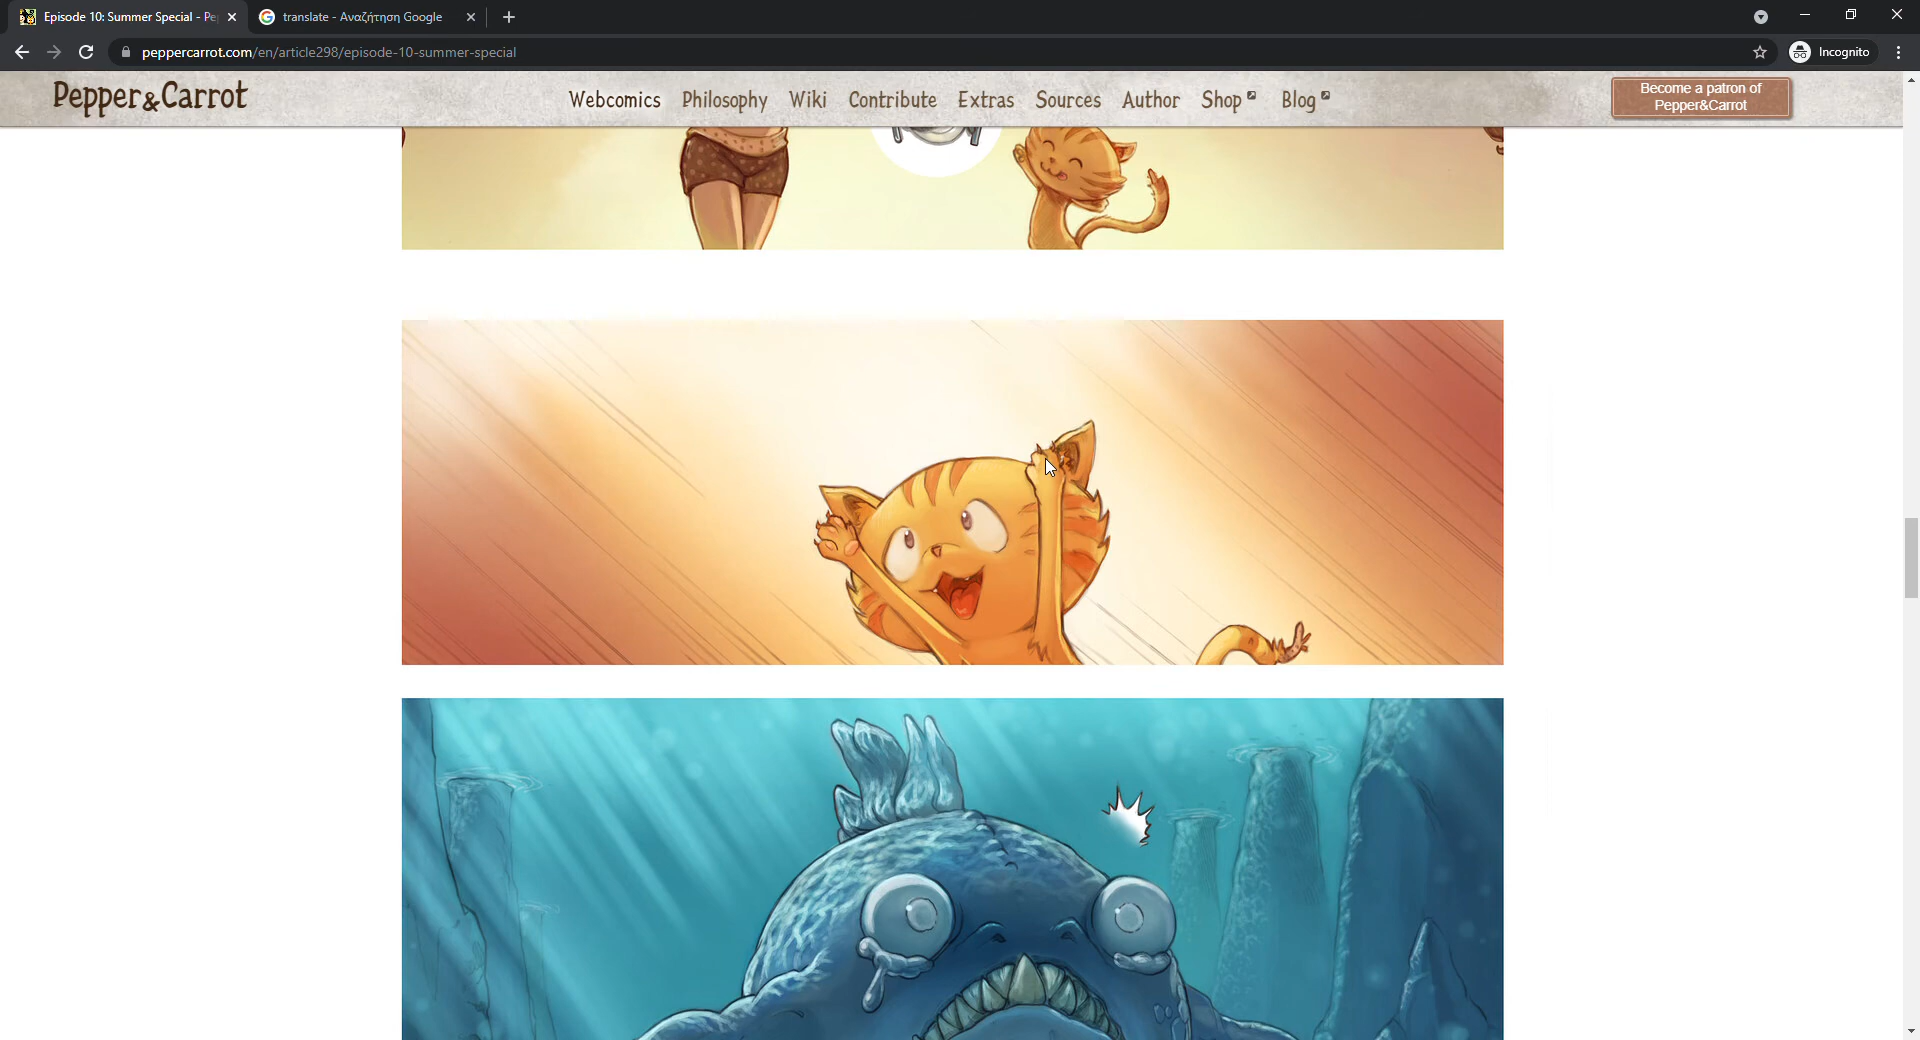 Episode 10: Summer Special - Pe
translate - Αναζήτηση Google
peppercarrot.com/en/article298/episode-10-summer-special
Incognito
Pepper&Carrot
Webcomics Philosophy Wiki Contribute Extras Sources Author Shop Blog
Become a patron of
Pepper&Carrot